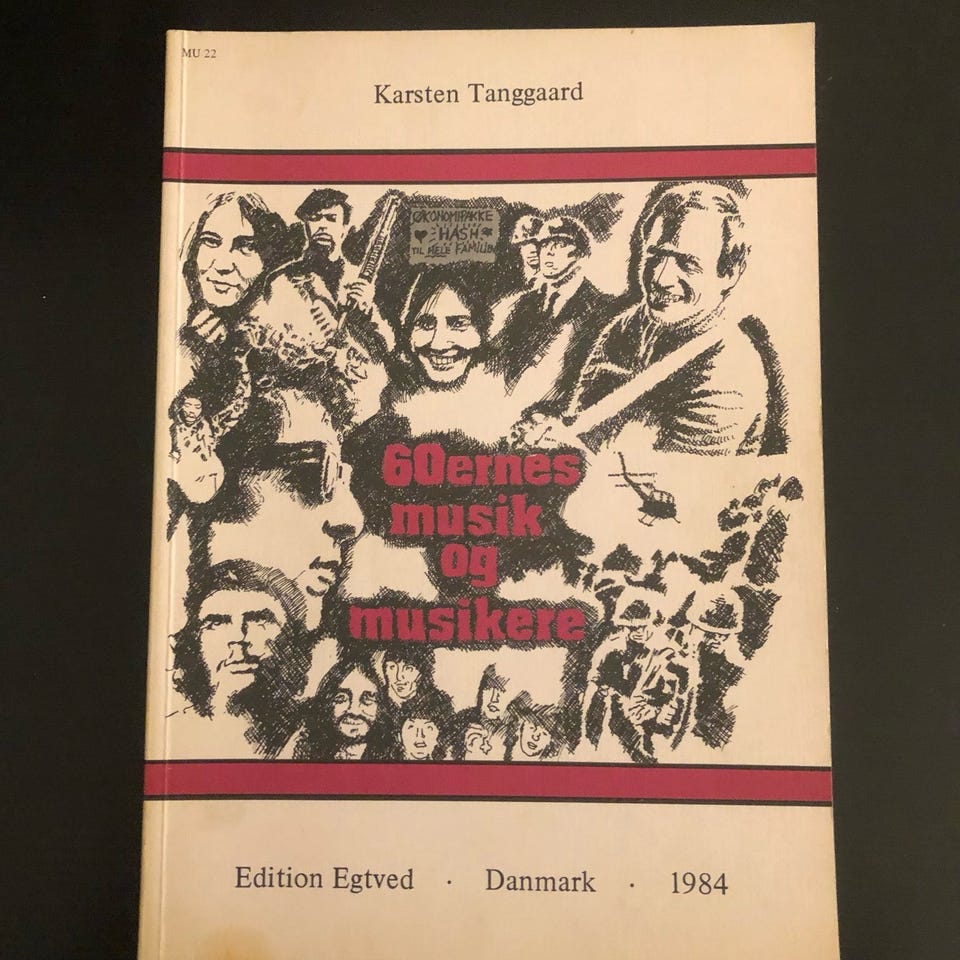 MU 22
Karsten Tanggaard
ØKONOMIPAKKE
HASH
TIL HELE FAMILIEN
60ernes
musik
og
musikere
Edition Egtved · Danmark · 1984